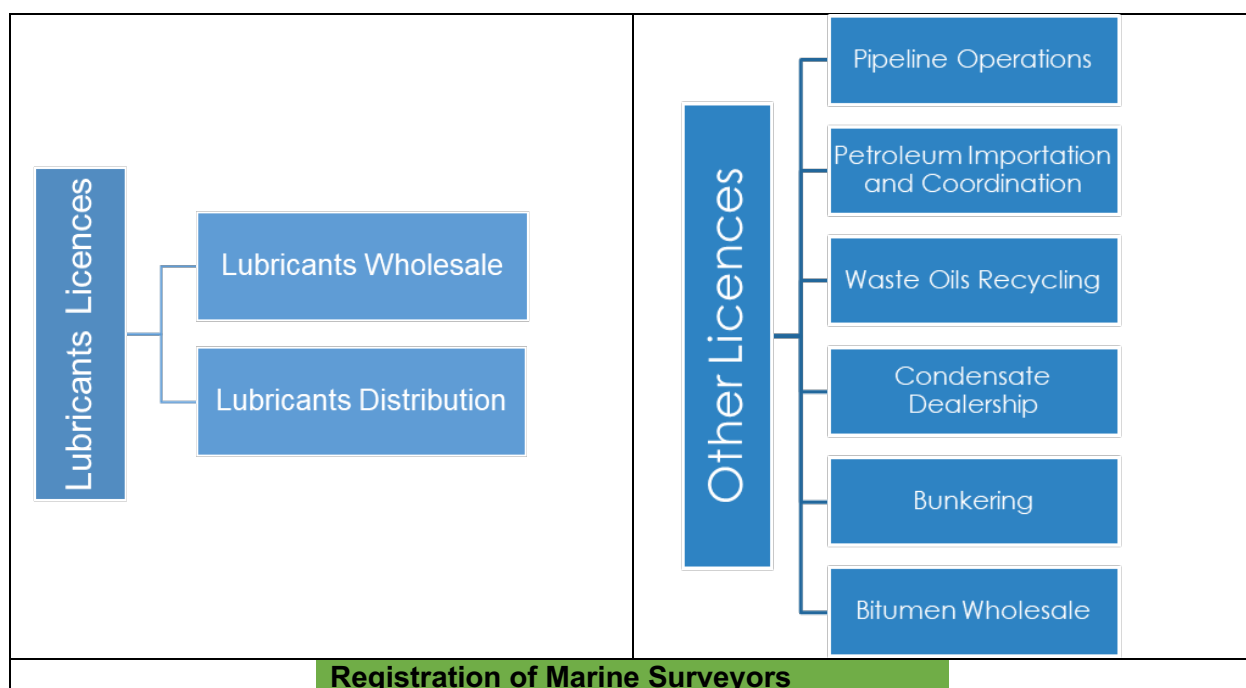 Lubricants Licences
Lubricants Wholesale
Lubricants Distribution
Other Licences
Pipeline Operations
Petroleum Importation
and Coordination
Waste Oils Recycling
Condensate
Dealership
Bunkering
Bitumen Wholesale
Registration of Marine Surveyors